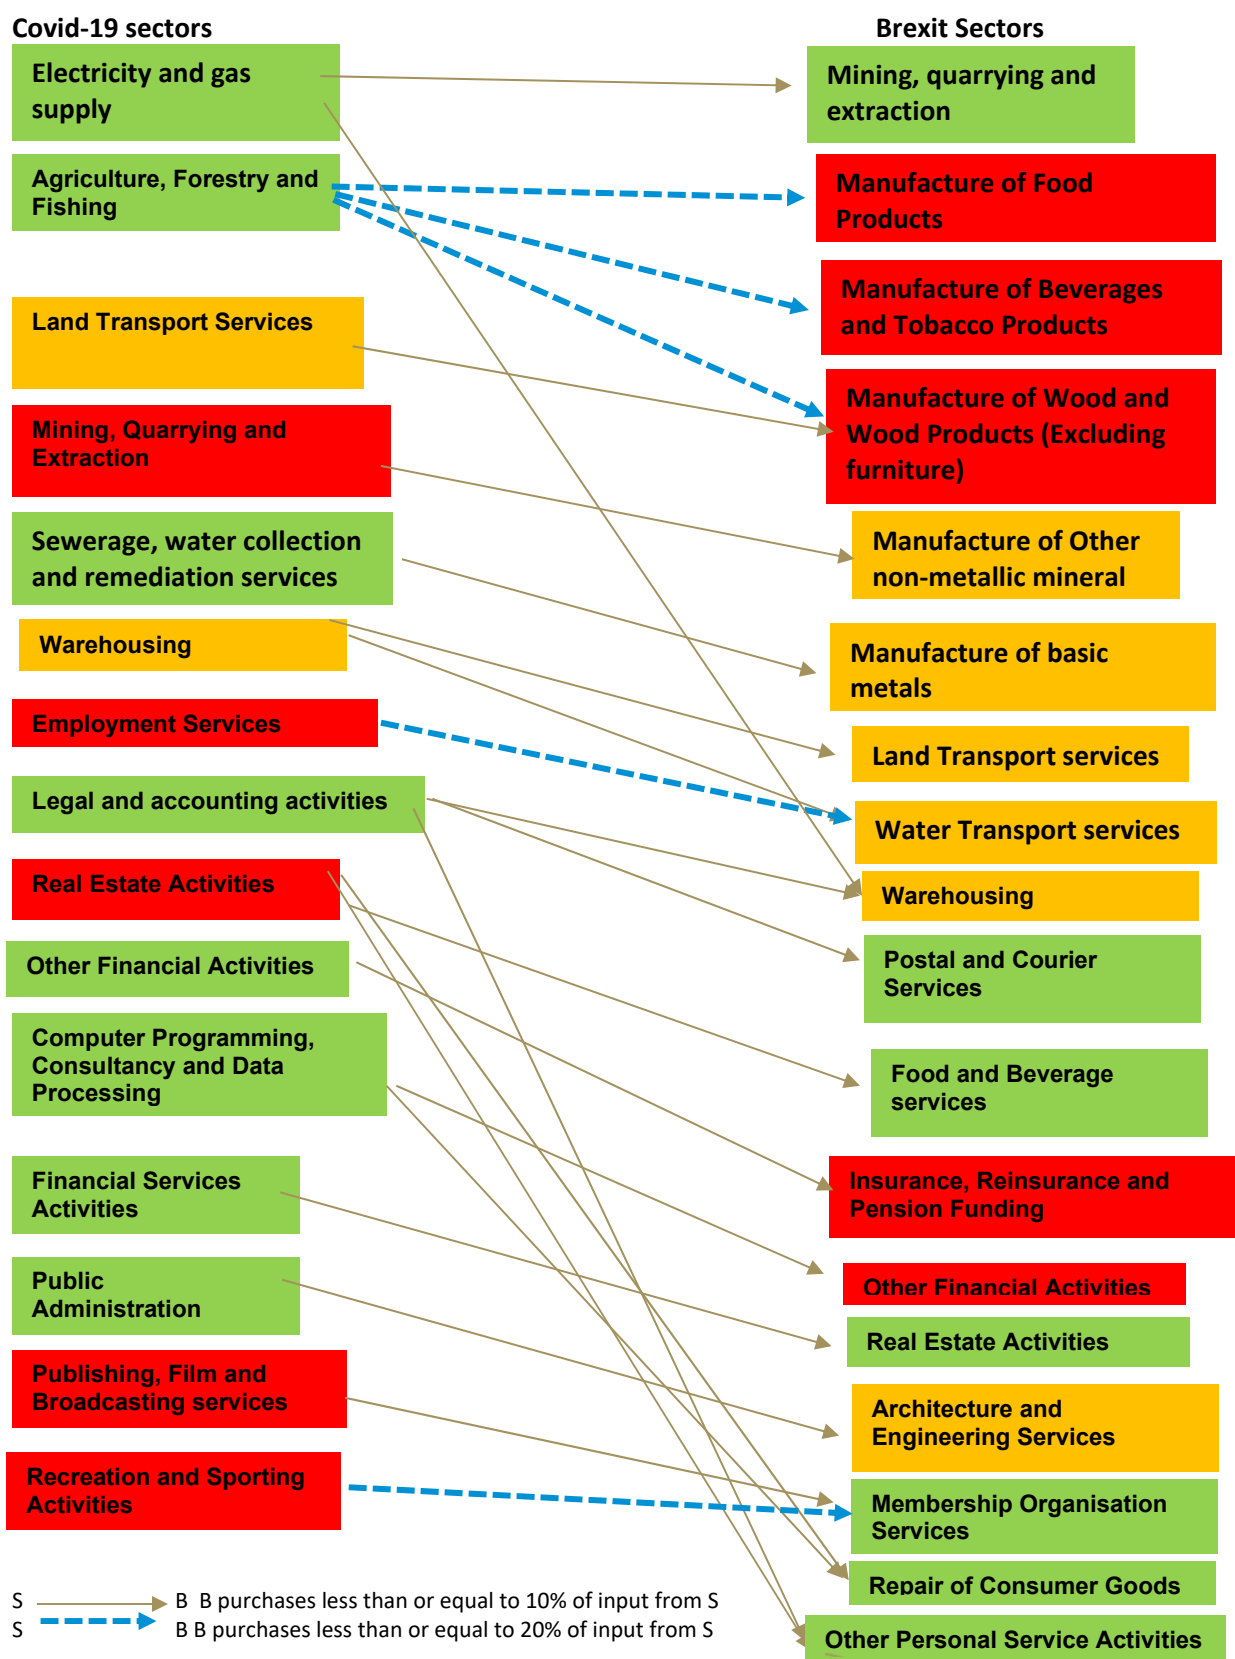 Covid-19 sectors
Brexit Sectors
Electricity and gas
supply
Mining, quarrying and
extraction
Agriculture, Forestry and
Fishing
Manufacture of Food
Products
Manufacture of Beverages
and Tobacco Products
Land Transport Services
Manufacture of Wood and
Wood Products (Excluding
furniture)
Mining, Quarrying and
Extraction
Sewerage, water collection
and remediation services
Manufacture of Other
non-metallic mineral
Warehousing
Manufacture of basic
metals
Employment Services
Land Transport services
Legal and accounting activities
Water Transport services
Real Estate Activities
Warehousing
Other Financial Activities
Postal and Courier
Services
Computer Programming,
Consultancy and Data
Processing
Food and Beverage
services
Financial Services
Activities
Insurance, Reinsurance and
Pension Funding
Public
Administration
Other Financial Activities
Real Estate Activities
Publishing, Film and
Broadcasting services
Architecture and
Engineering Services
Recreation and Sporting
Activities
Membership Organisation
Services
Repair of Consumer Goods
Other Personal Service Activities
S B B purchases less than or equal to 10% of input from S
S B B purchases less than or equal to 20% of input from S